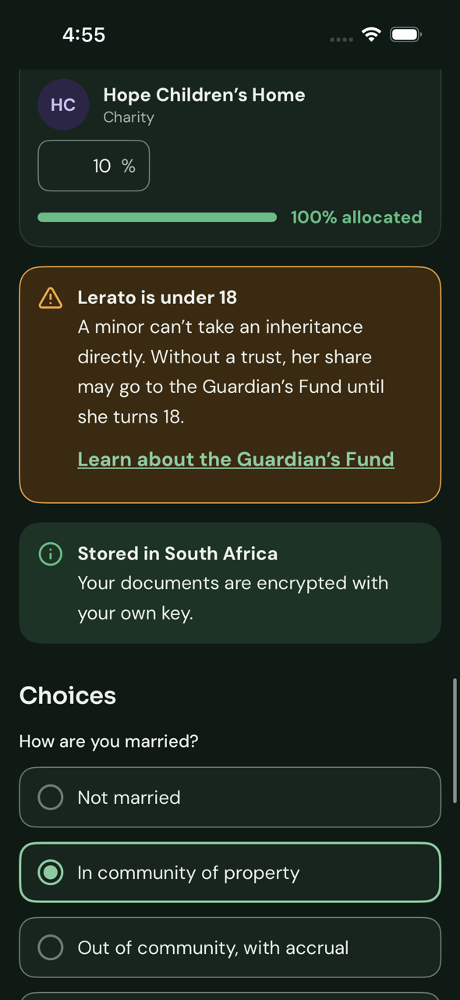 4:55
HC
Hope Children’s Home
Charity
10 %
100% allocated
Lerato is under 18
A minor can’t take an inheritance
directly. Without a trust, her share
may go to the Guardian’s Fund until
she turns 18.
Learn about the Guardian’s Fund
Stored in South Africa
Your documents are encrypted with
your own key.
Choices
How are you married?
Not married
In community of property
Out of community, with accrual